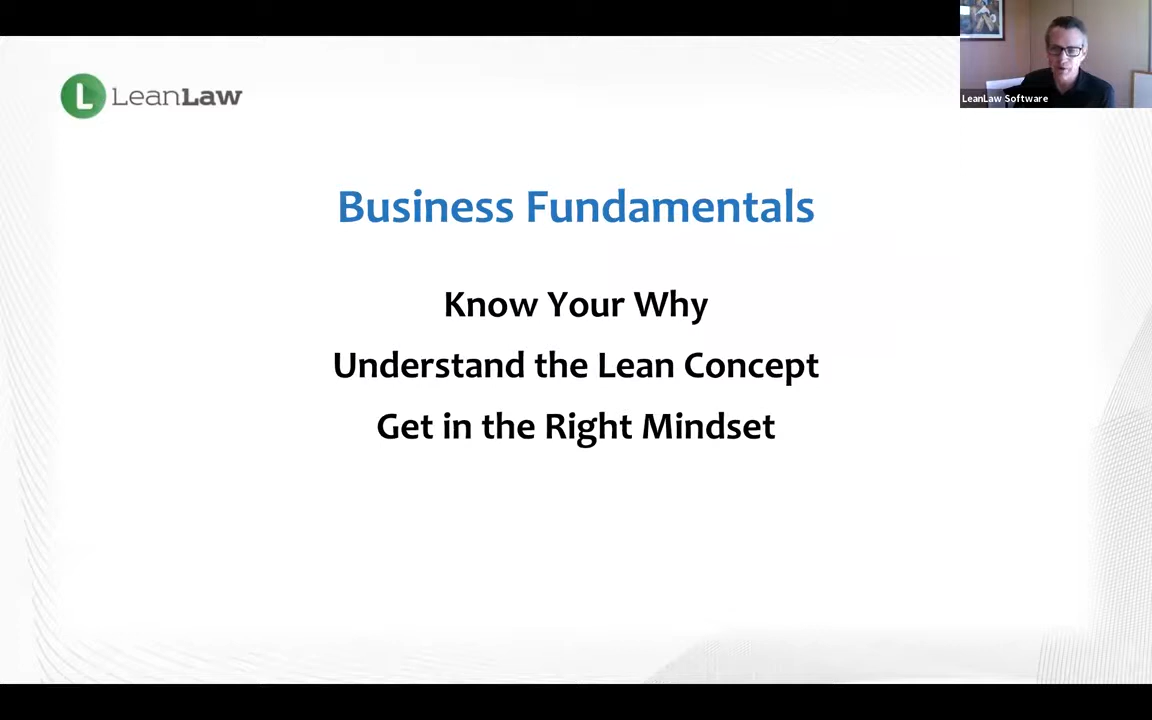 LeanLaw
LeanLaw Software
Business Fundamentals
Know Your Why
Understand the Lean Concept
Get in the Right Mindset